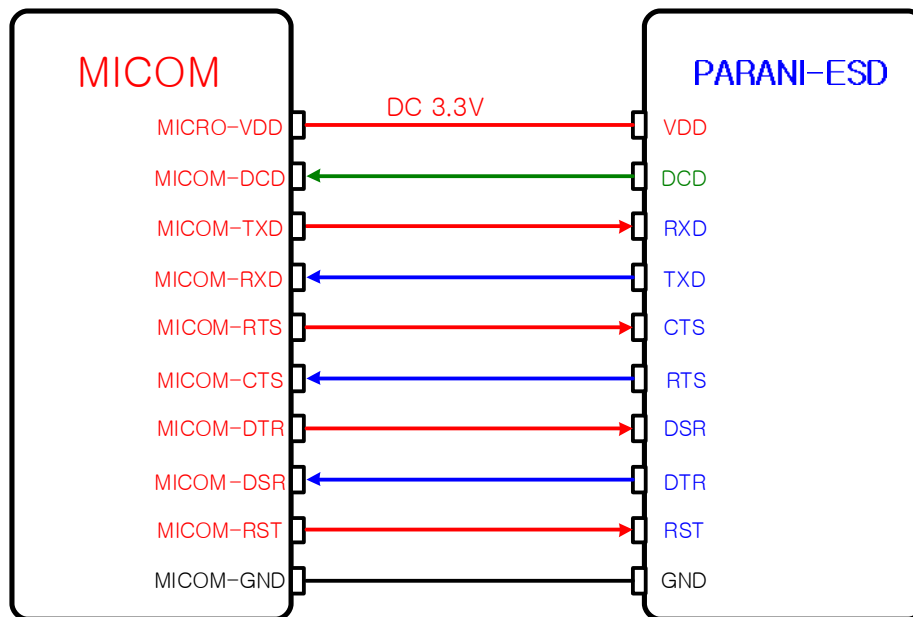 MICOM PARANI-ESD
DC 3.3V
MICRO-VDD VDD
MICOM-DCD DCD
MICOM-TXD RXD
MICOM-RXD TXD
MICOM-RTS CTS
MICOM-CTS RTS
MICOM-DTR DSR
MICOM-DSR DTR
MICOM-RST RST
MICOM-GND GND